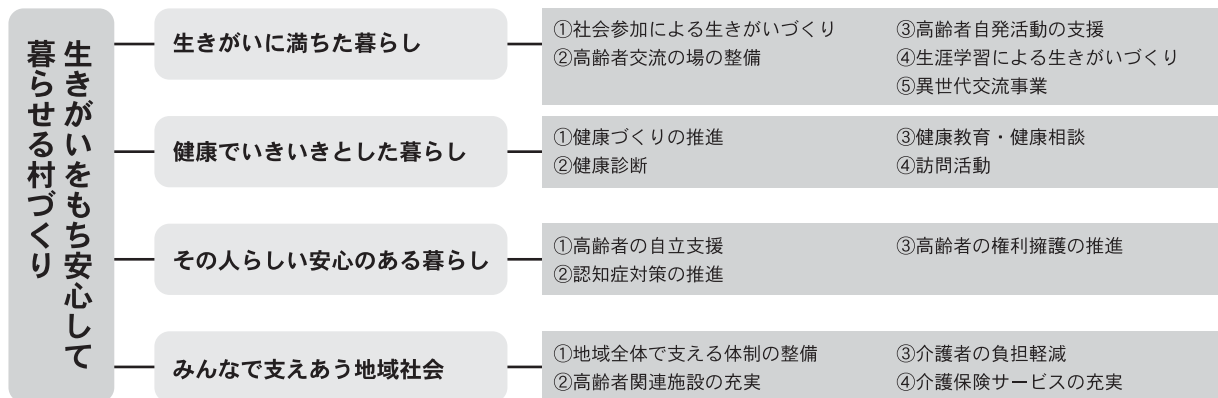 生きがいをもち安心して
暮らせる村づくり
生きがいに満ちた暮らし
①社会参加による生きがいづくり
②高齢者交流の場の整備
③高齢者自発活動の支援
④生涯学習による生きがいづくり
⑤異世代交流事業
健康でいきいきとした暮らし
①健康づくりの推進
②健康診断
③健康教育・健康相談
④訪問活動
その人らしい安心のある暮らし
①高齢者の自立支援
②認知症対策の推進
③高齢者の権利擁護の推進
みんなで支えあう地域社会
①地域全体で支える体制の整備
②高齢者関連施設の充実
③介護者の負担軽減
④介護保険サービスの充実